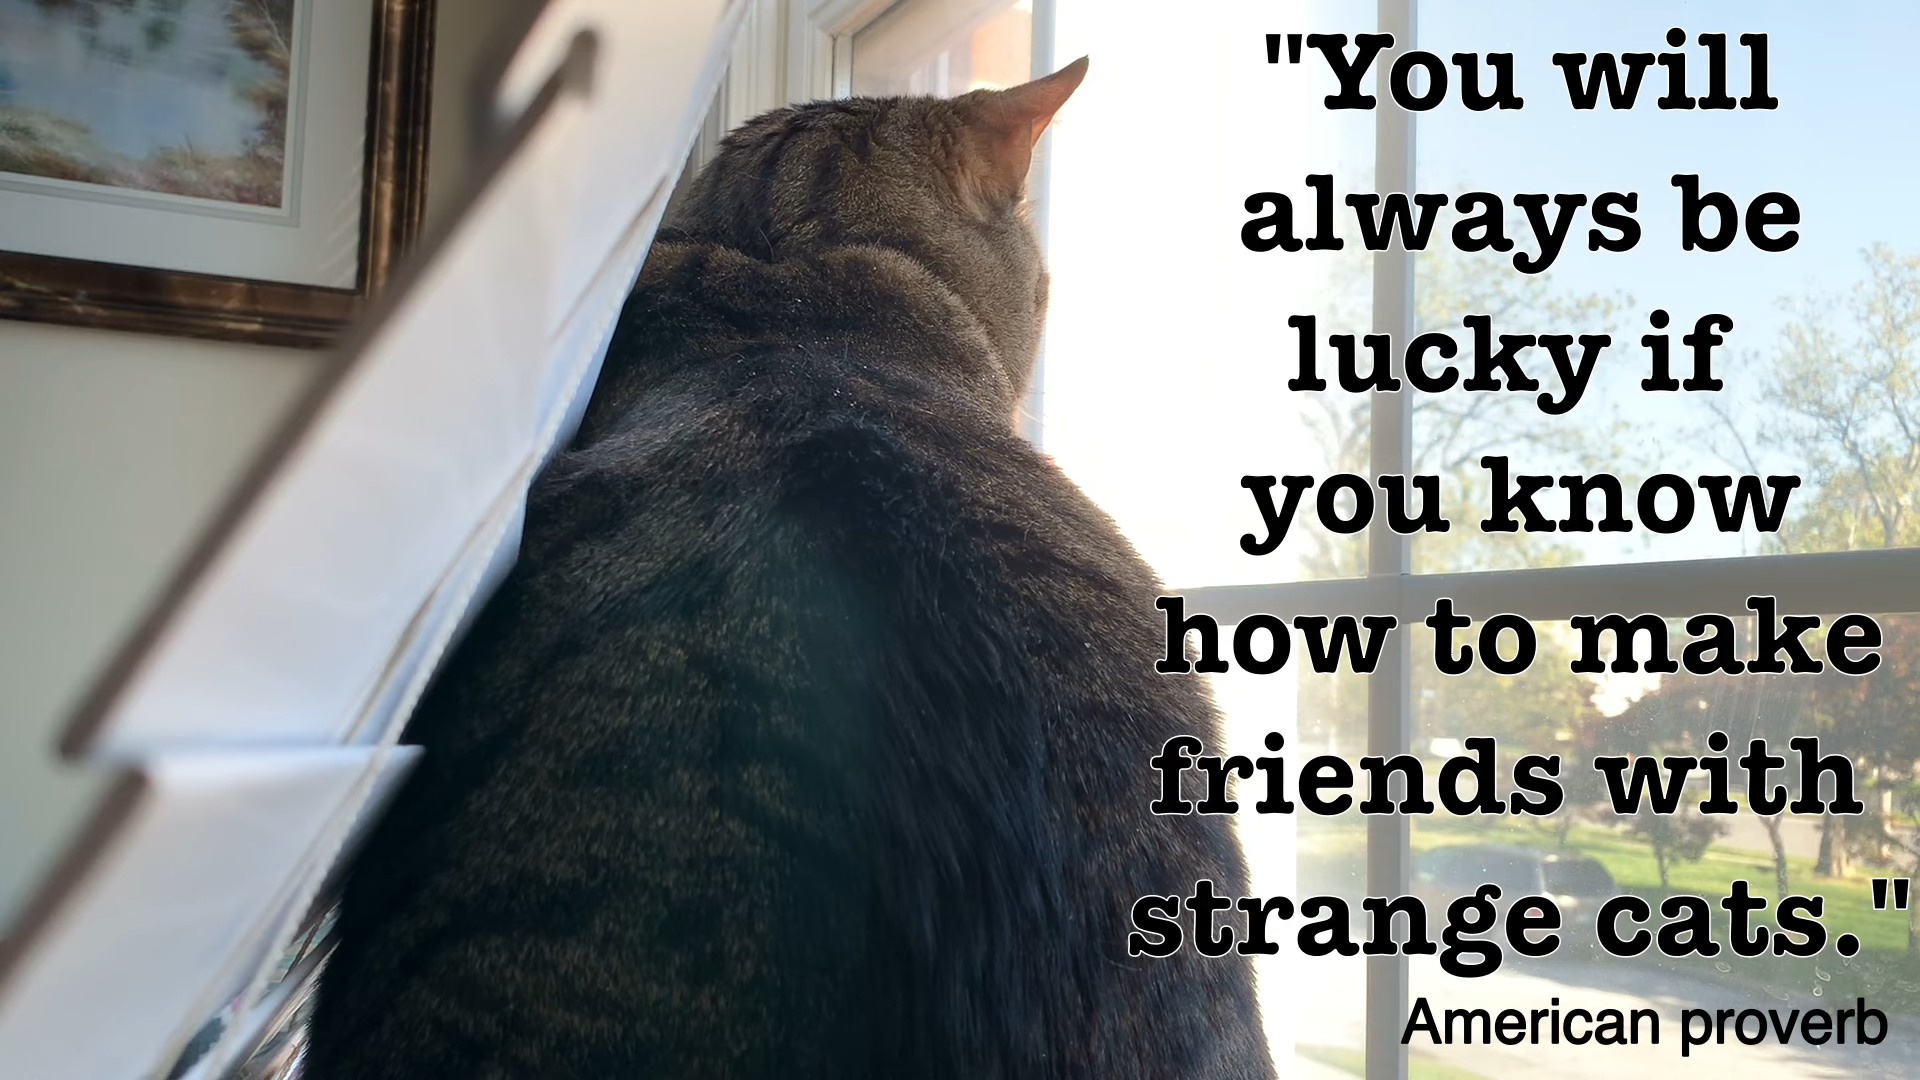 "You will
always be
lucky if
you know
how to make
friends with
strange cats."
American proverb